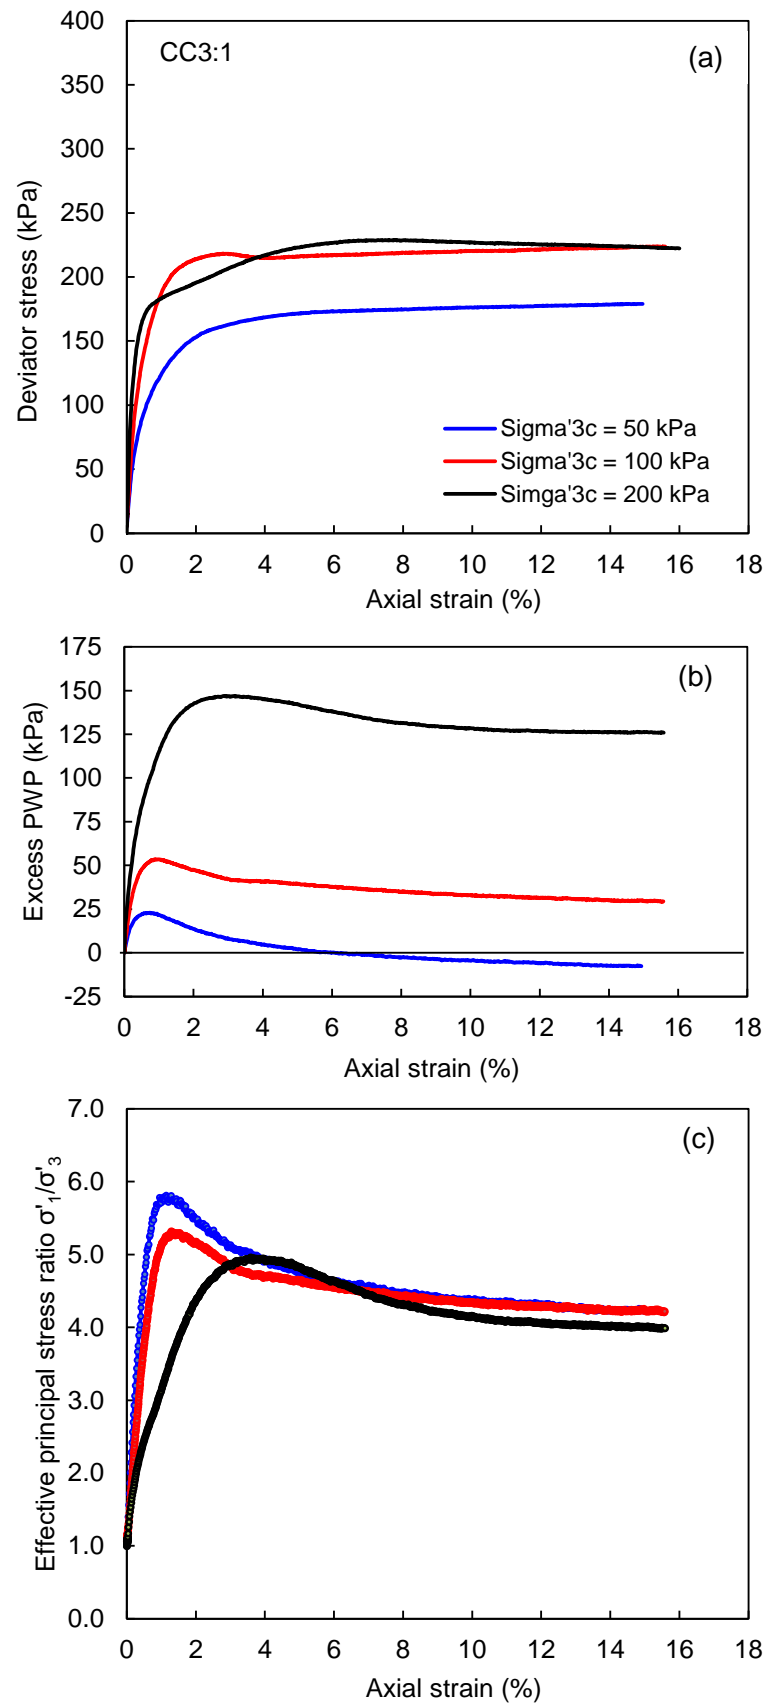 CC3:1
(a)
400
350
300
250
200
150
100
50
0
Deviator stress (kPa)
Sigma'3c = 50 kPa
Sigma'3c = 100 kPa
Simga'3c = 200 kPa
0 2 4 6 8 10 12 14 16 18
Axial strain (%)
(b)
175
150
125
100
75
50
25
0
-25
Excess PWP (kPa)
0 2 4 6 8 10 12 14 16 18
Axial strain (%)
(c)
7.0
6.0
5.0
4.0
3.0
2.0
1.0
0.0
Effective principal stress ratio σ'1/σ'3
0 2 4 6 8 10 12 14 16 18
Axial strain (%)